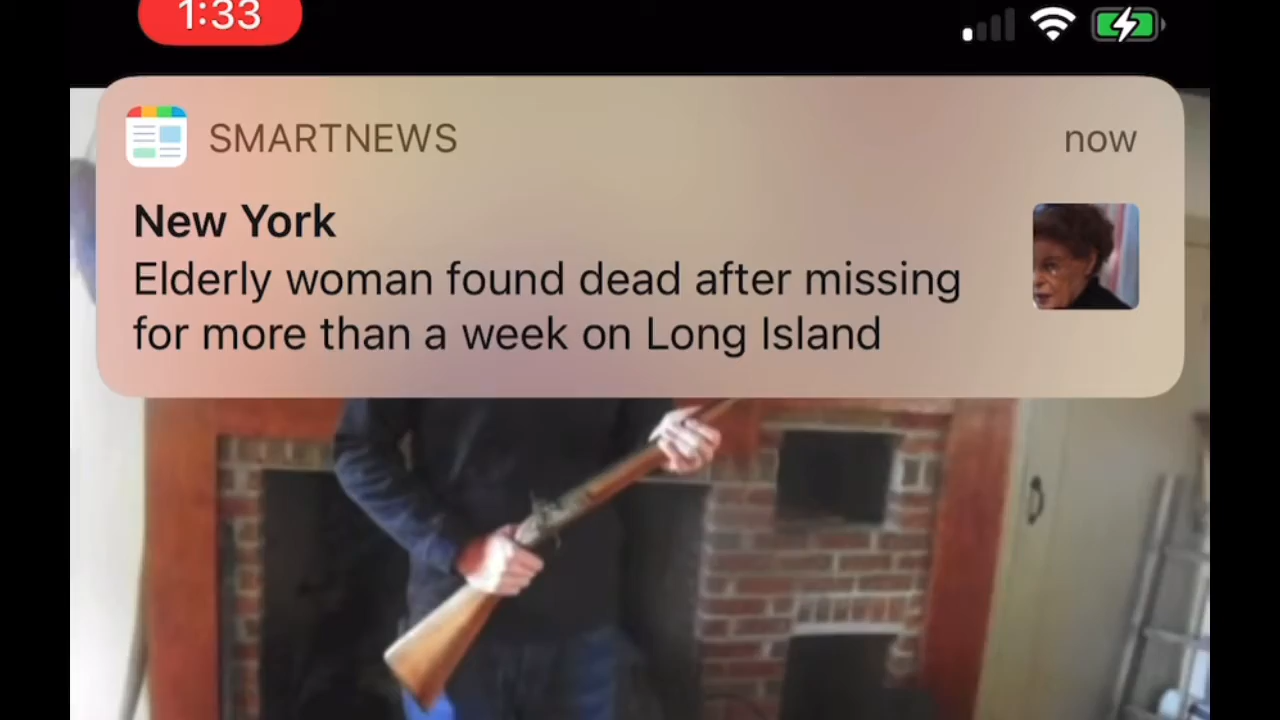 1:33
SMARTNEWS
now
New York
Elderly woman found dead after missing
for more than a week on Long Island